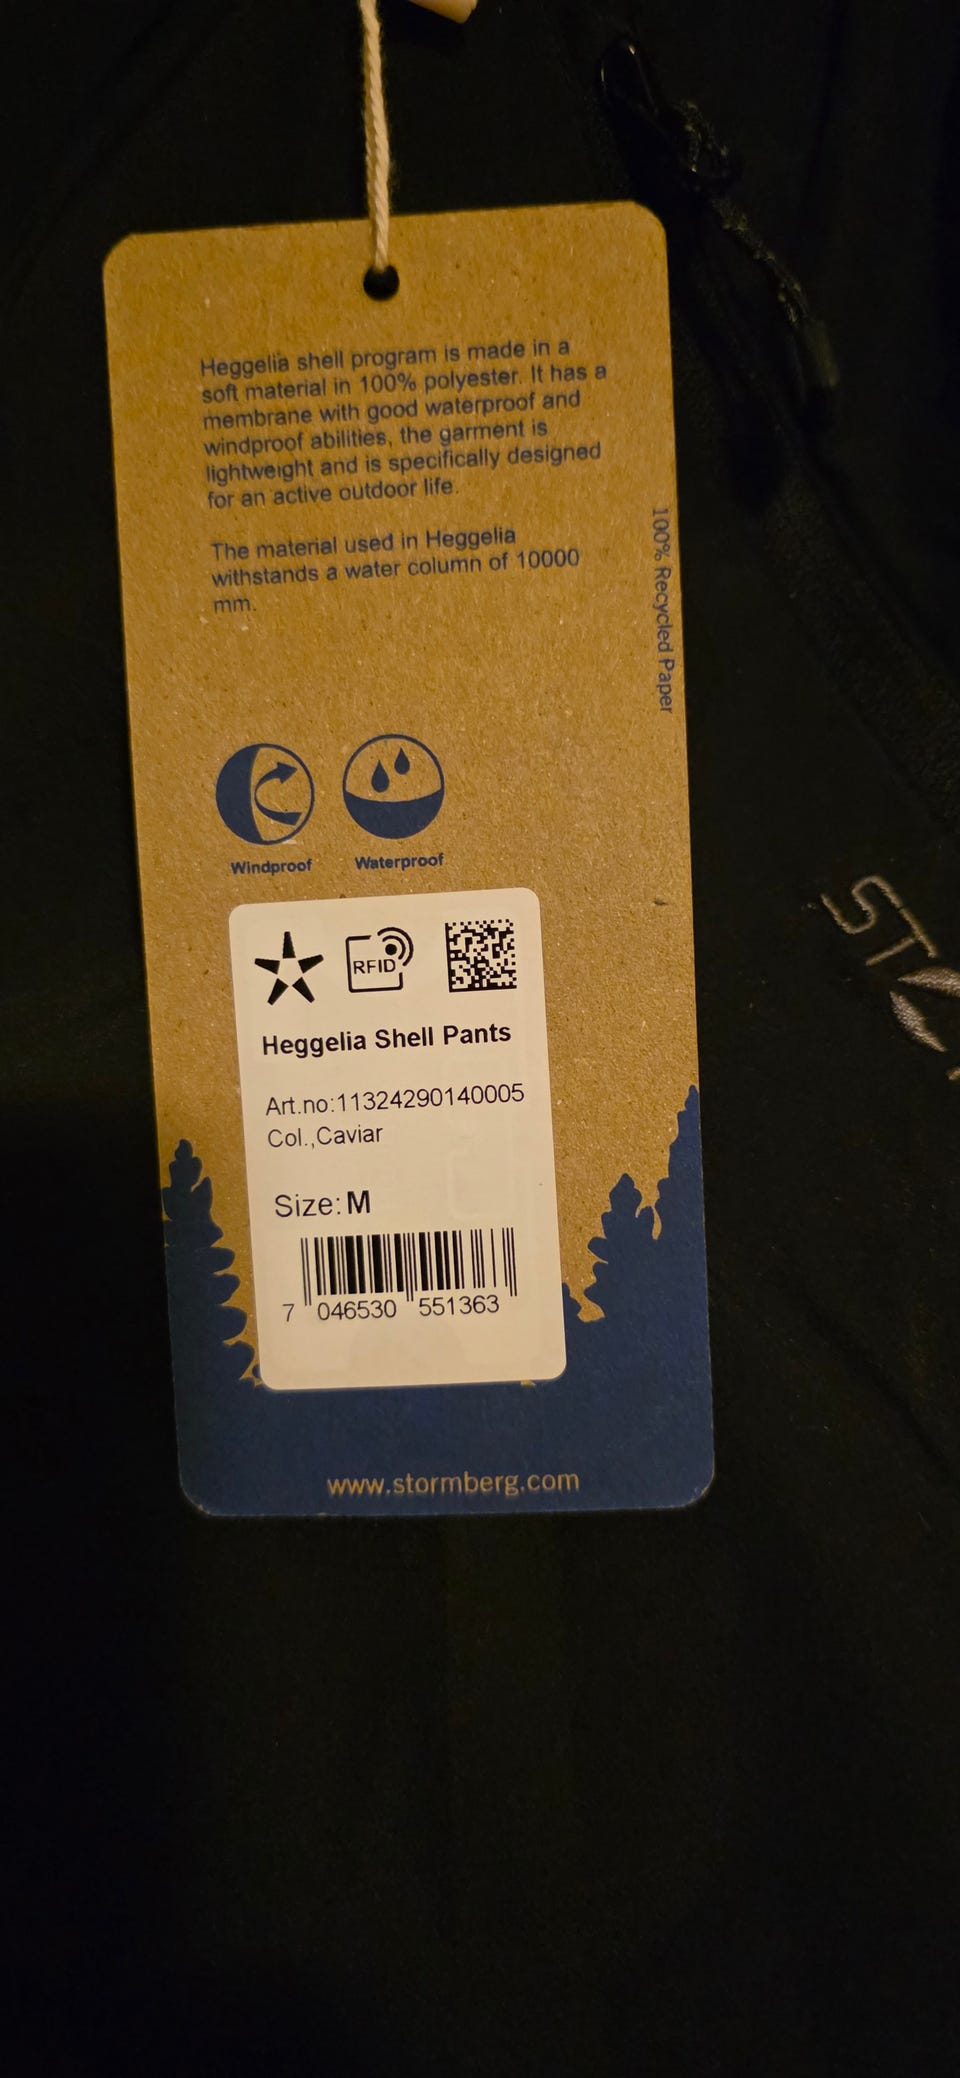 Heggelia shell program is made in a
soft material in 100% polyester. It has a
membrane with good waterproof and
windproof abilities, the garment is
lightweight and is specifically designed
for an active outdoor life.
The material used in Heggelia
withstands a water column of 10000
mm.
100% Recycled Paper
Windproof
Waterproof
RFID
Heggelia Shell Pants
Art.no:11324290140005
Col.,Caviar
Size: M
7 046530 551363
www.stormberg.com
ST